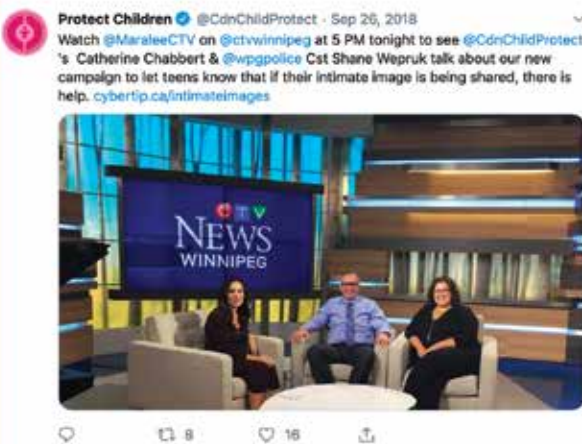 Protect Children @CdnChildProtect · Sep 26, 2018
Watch @MaraleeCTV on @ctvwinnipeg at 5 PM tonight to see @CdnChildProtect
's Catherine Chabbert & @wpgpolice Cst Shane Wepruk talk about our new
campaign to let teens know that if their intimate image is being shared, there is
help. cybertip.ca/intimateimages
CTV
NEWS
WINNIPEG
8 16